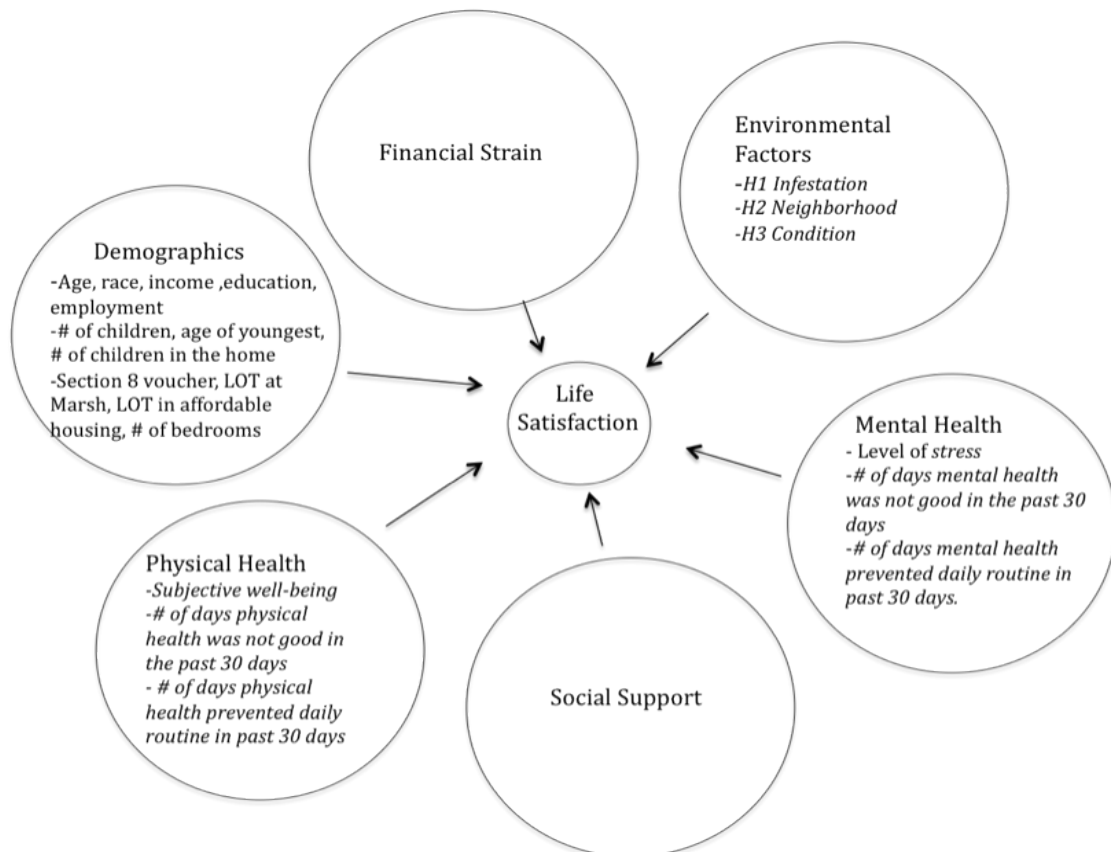 Financial Strain
Environmental
Factors
-H1 Infestation
-H2 Neighborhood
-H3 Condition
Demographics
-Age, race, income ,education,
employment
-# of children, age of youngest,
# of children in the home
-Section 8 voucher, LOT at
Marsh, LOT in affordable
housing, # of bedrooms
Life
Satisfaction
Mental Health
- Level of stress
-# of days mental health
was not good in the past 30
days
-# of days mental health
prevented daily routine in
past 30 days.
Physical Health
-Subjective well-being
-# of days physical
health was not good in
the past 30 days
- # of days physical
health prevented daily
routine in past 30 days
Social Support